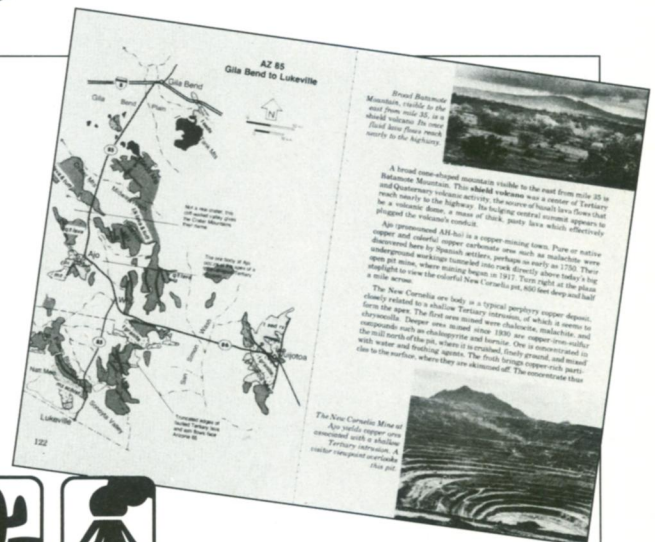 AZ 85
Gila Bend to Lukeville
Gila Bend
Gila Bend Plain
N
85
Not a new crater, this
Ajo
85
Lukeville
Truncated edges of
122
Broad Batamote
Mountain, visible to the
east from mile 35, is a
shield volcano. Its once
fluid lava flows reach
nearly to the highway.
A broad cone-shaped mountain visible to the east from mile 35 is
Batamote Mountain. This shield volcano was a center of Tertiary
and Quaternary volcanic activity, the source of basalt lava flows that
reach nearly to the highway. Its bulging central summit appears to
be a volcanic dome, a mass of thick, pasty lava which effectively
plugged the volcano's conduit.
Ajo (pronounced AH-ho) is a copper-mining town. Pure or native
copper and colorful copper carbonate ores such as malachite were
discovered here by Spanish settlers, perhaps as early as 1750. Their
underground workings tunneled into rock directly above today's big
open pit mine, where mining began in 1917. Turn right at the plaza
stoplight to view the colorful New Cornelia pit, 850 feet deep and half
a mile across.
The New Cornelia ore body is a typical porphyry copper deposit,
closely related to a shallow Tertiary intrusion, of which it seems to
form the apex. The first ores mined were chalcocite, malachite, and
chrysocolla. Deeper ores mined since 1930 are copper-iron-sulfur
compounds such as chalcopyrite and bornite. Ore is concentrated in
the mill north of the pit, where it is crushed, finely ground, and mixed
with water and frothing agents. The froth brings copper-rich parti-
cles to the surface, where they are skimmed off. The concentrate thus
The New Cornelia Mine at
Ajo yields copper ores
associated with a shallow
Tertiary intrusion. A
visitor viewpoint overlooks
this pit.